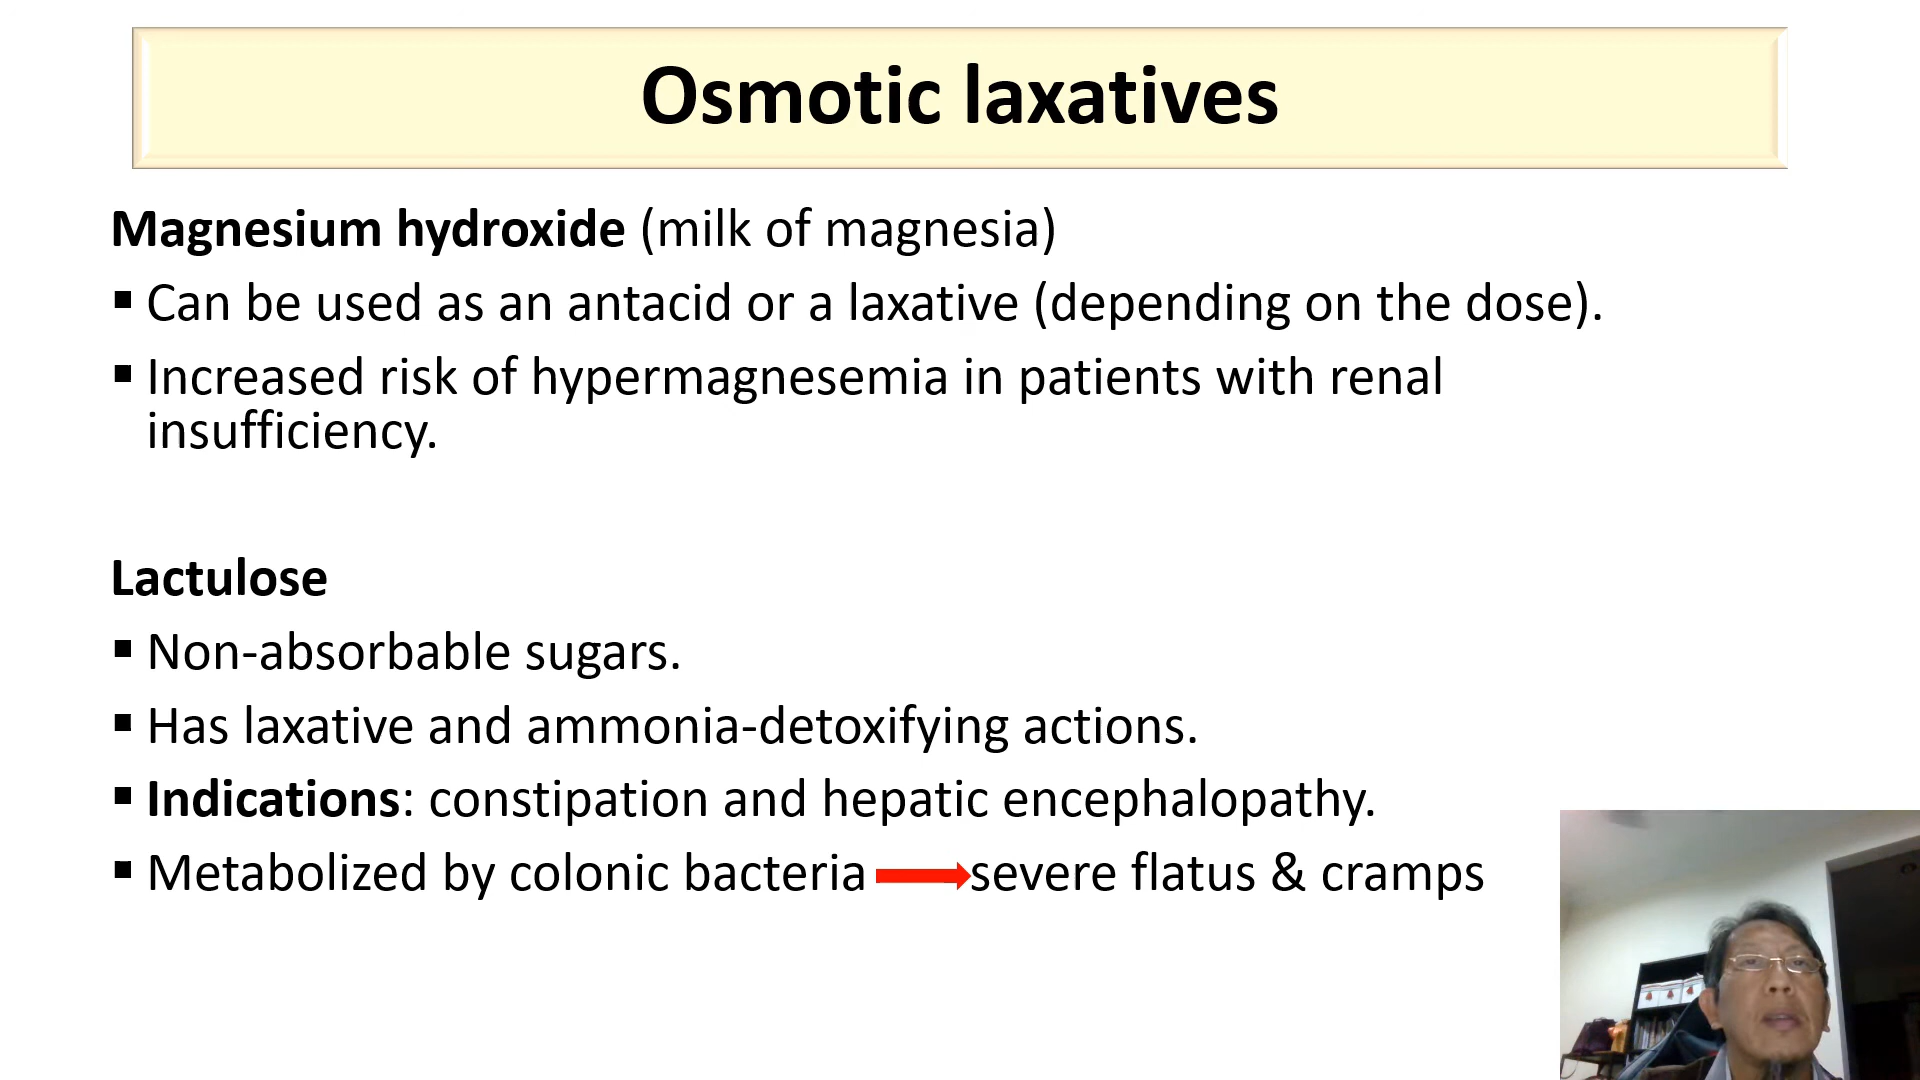 Osmotic laxatives
Magnesium hydroxide (milk of magnesia)
▪ Can be used as an antacid or a laxative (depending on the dose).
▪ Increased risk of hypermagnesemia in patients with renal
insufficiency.
Lactulose
▪ Non-absorbable sugars.
▪ Has laxative and ammonia-detoxifying actions.
▪ Indications: constipation and hepatic encephalopathy.
▪ Metabolized by colonic bacteria severe flatus & cramps